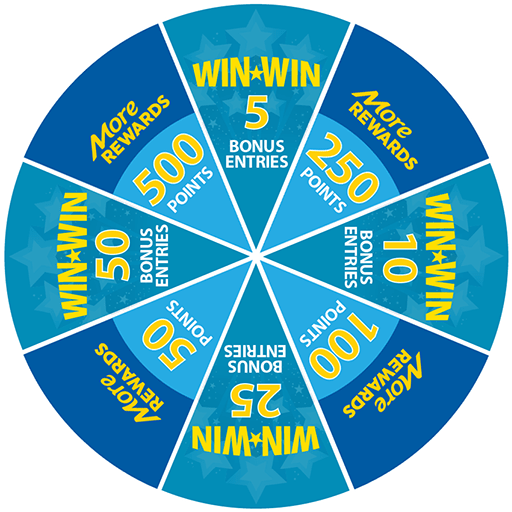 WIN★WIN
5
BONUS
ENTRIES
More
REWARDS
250
POINTS
WIN★WIN
10
BONUS
ENTRIES
More
REWARDS
100
POINTS
WIN★WIN
25
BONUS
ENTRIES
More
REWARDS
50
POINTS
WIN★WIN
50
BONUS
ENTRIES
More
REWARDS
500
POINTS